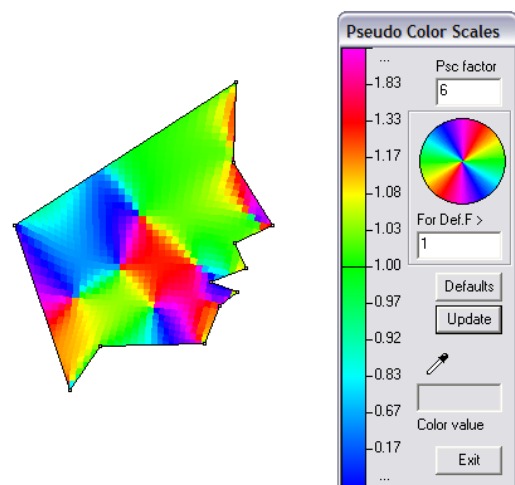 Pseudo Color Scales
...
1.83
1.33
1.17
1.08
1.03
1.00
0.97
0.92
0.83
0.67
0.17
...
Psc factor
6
For Def.F >
1
Defaults
Update
Color value
Exit